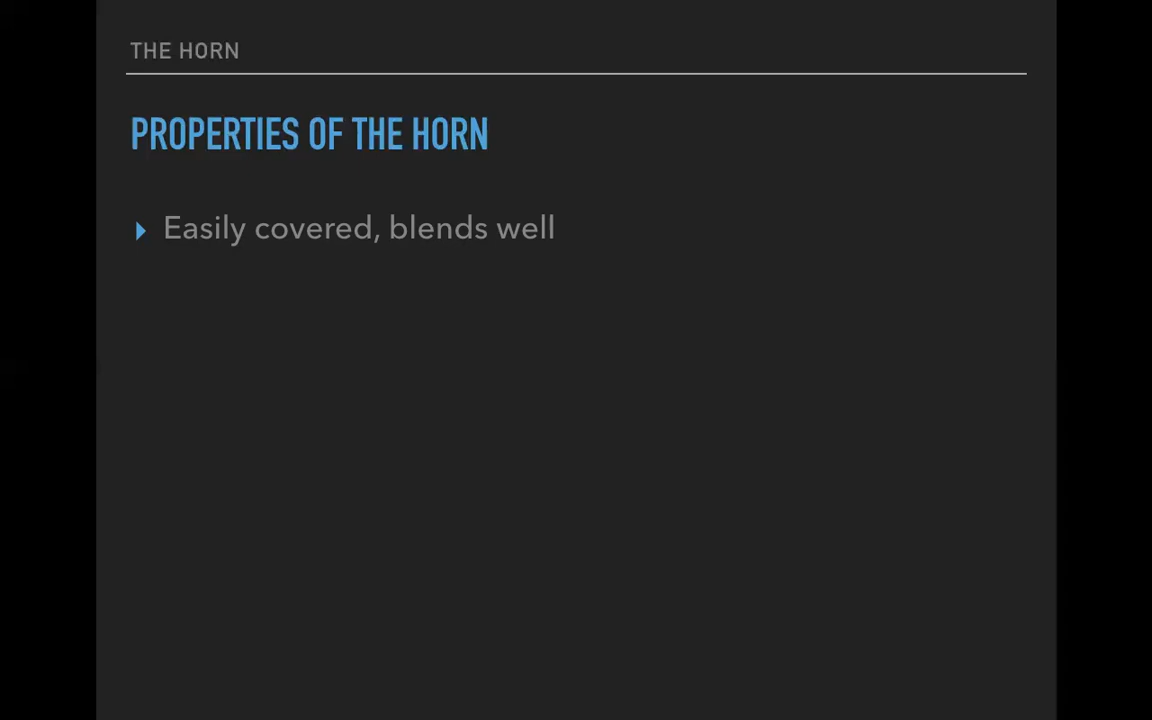 THE HORN
PROPERTIES OF THE HORN
Easily covered, blends well